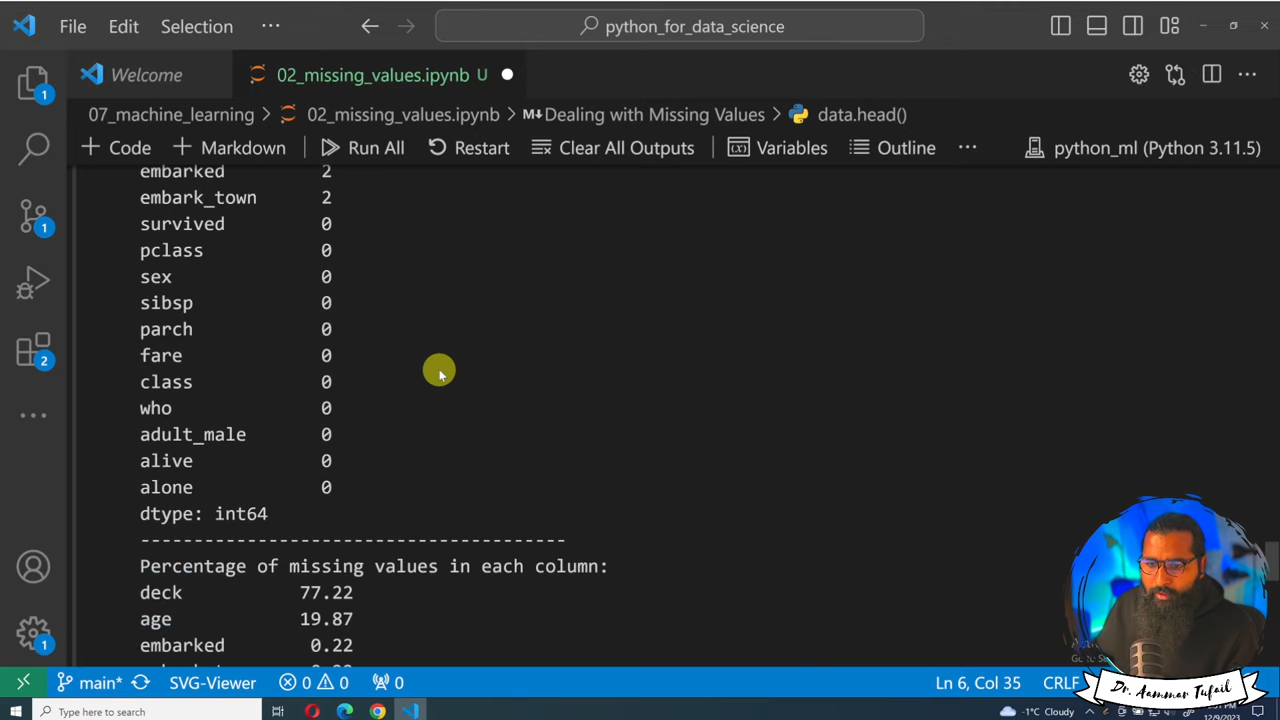 File Edit Selection ··· python_for_data_science
Welcome 02_missing_values.ipynb U
07_machine_learning > 02_missing_values.ipynb > M↓Dealing with Missing Values > data.head()
+ Code + Markdown Run All Restart Clear All Outputs Variables Outline ··· python_ml (Python 3.11.5)
embarked 2
embark_town 2
survived 0
pclass 0
sex 0
sibsp 0
parch 0
fare 0
class 0
who 0
adult_male 0
alive 0
alone 0
dtype: int64
----------------------------------------
Percentage of missing values in each column:
deck 77.22
age 19.87
embarked 0.22
1
1
2
1
main* SVG-Viewer 0 0 0 Ln 6, Col 35 CRLF
Dr. Aammar Tufail
Type here to search -1°C Cloudy